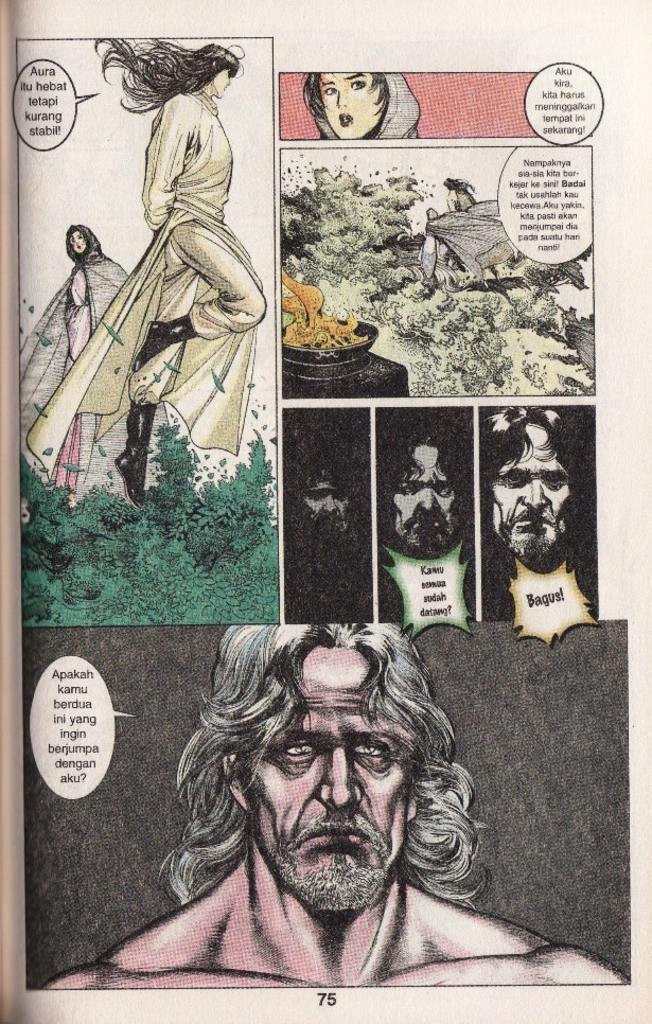 Aura
itu hebat
tetapi
kurang
stabil!
Aku
kira,
kita harus
meninggalkan
tempat ini
sekarang!
Nampaknya
sia-sia kita ber-
kejar ke sini! Badai
tak usahlah kau
kecewa.Aku yakin,
kita pasti akan
menjumpai dia
pada suatu hari
nanti!
Kamu
semua
sudah
datang?
Bagus!
Apakah
kamu
berdua
ini yang
ingin
berjumpa
dengan
aku?
75